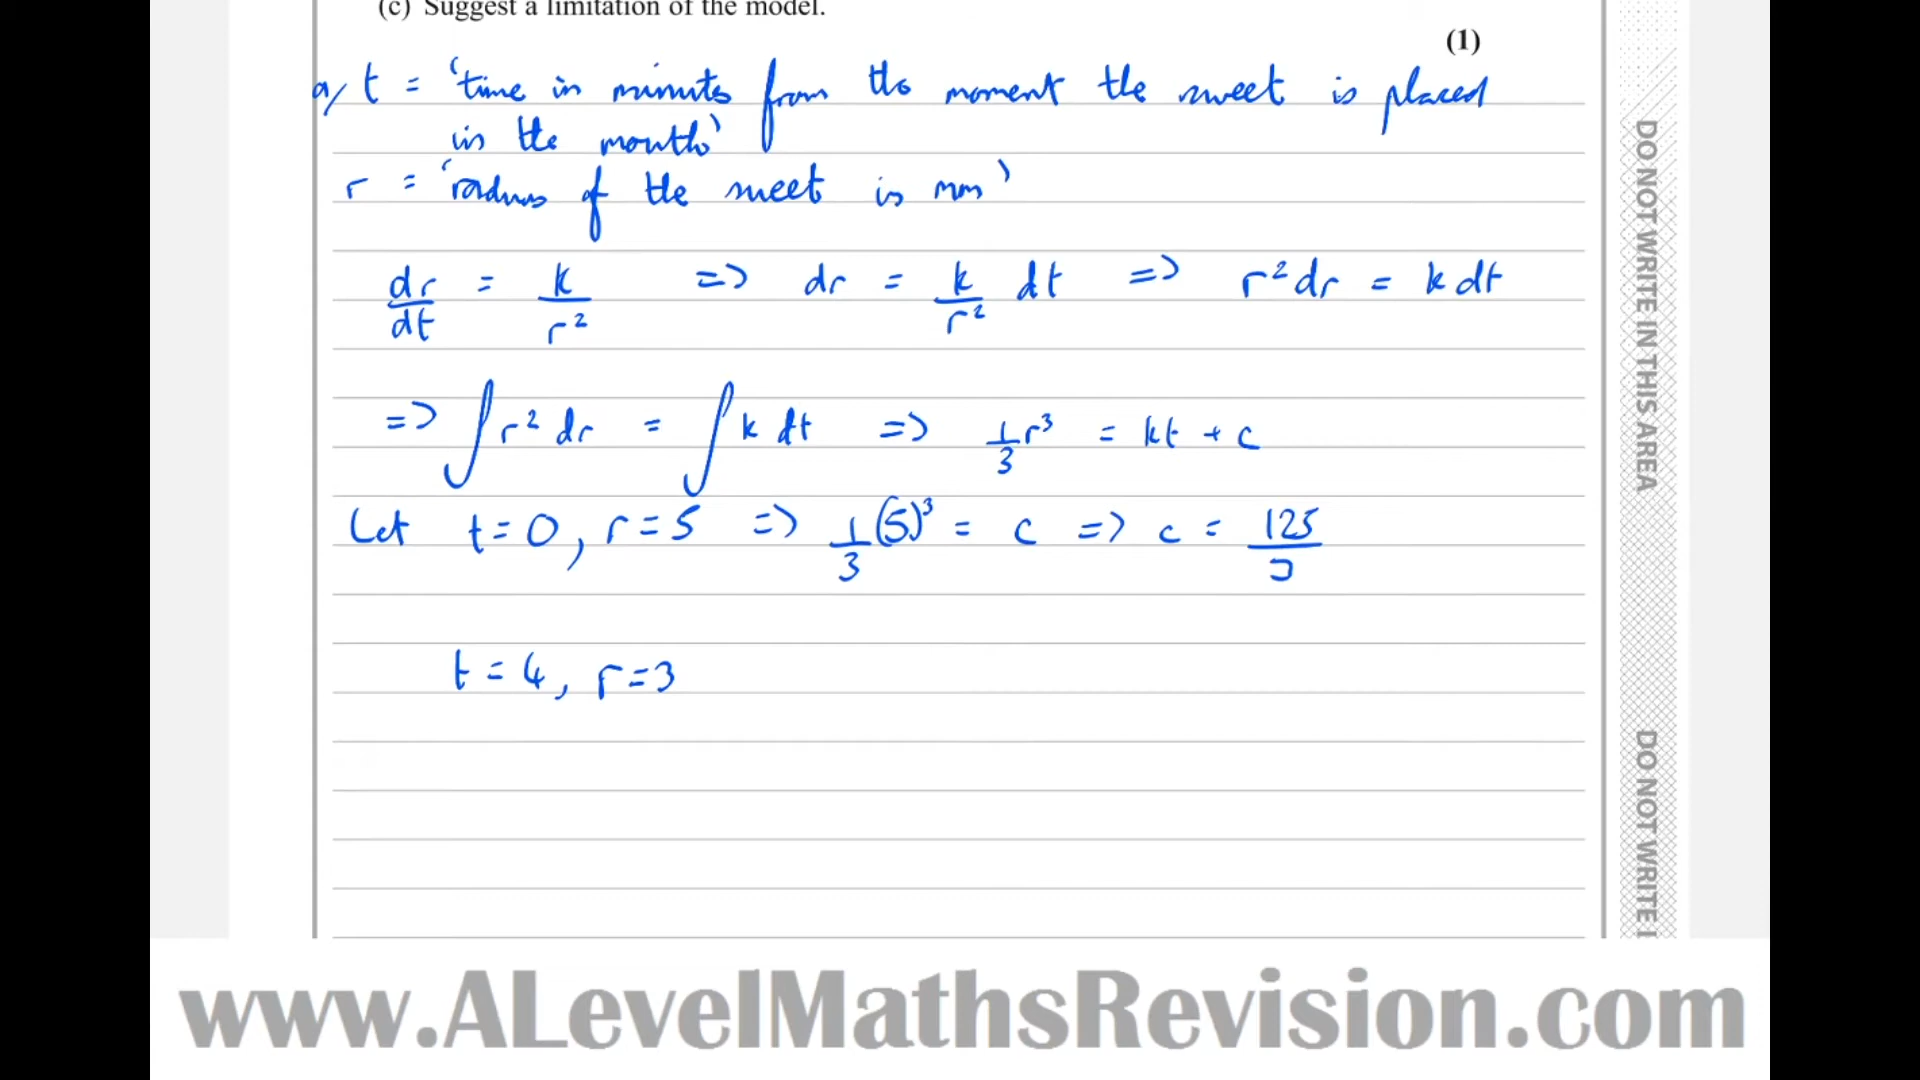 (c) Suggest a limitation of the model.
(1)
a/ t = 'time in minutes from the moment the sweet is placed
in the mouth'
r = 'radius of the sweet in mm'
dr/dt = k/r² => dr = k/r² dt => r² dr = k dt
=> ∫ r² dr = ∫ k dt => 1/3 r³ = kt + c
Let t = 0, r = 5 => 1/3 (5)³ = c => c = 125/3
t = 4, r = 3
DO NOT WRITE IN THIS AREA
DO NOT WRITE I
www.ALevelMathsRevision.com